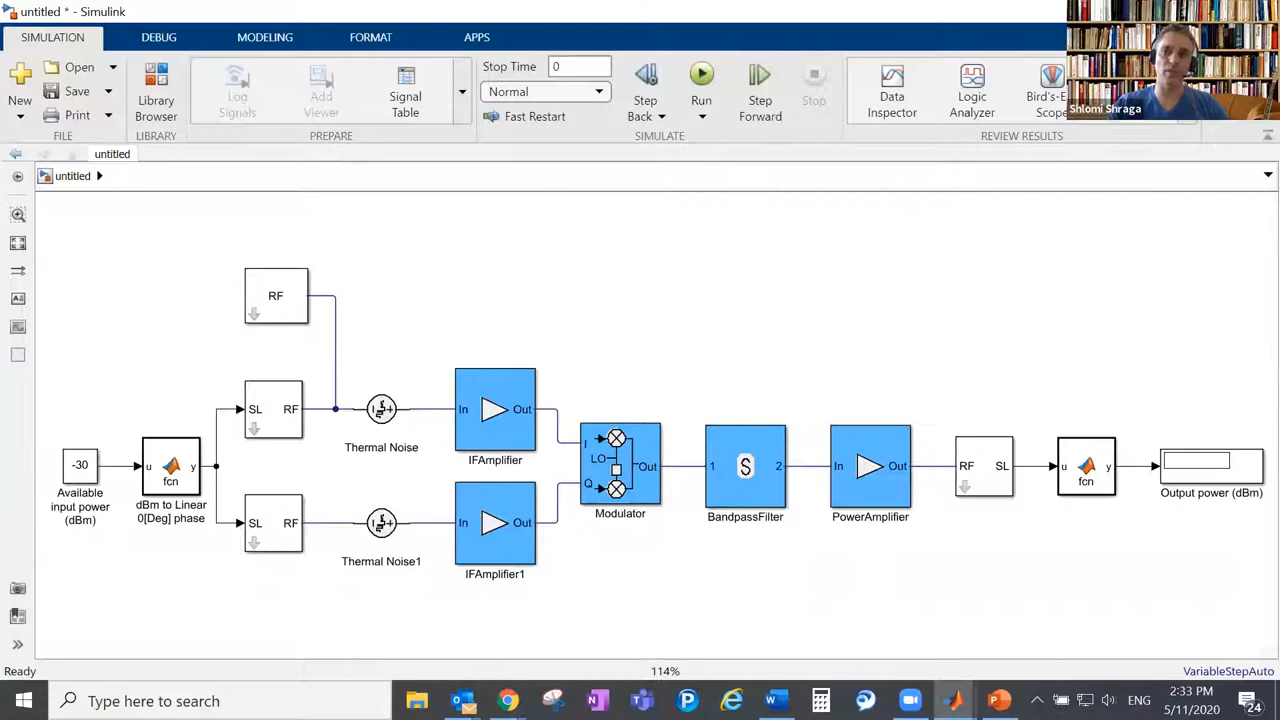 untitled * - Simulink
SIMULATION
DEBUG
MODELING
FORMAT
APPS
New
Open
Save
Print
FILE
Library
Browser
LIBRARY
Log
Signals
Add
Viewer
Signal
Table
PREPARE
Stop Time 0
Normal
Fast Restart
Step
Back
Run
Step
Forward
Stop
SIMULATE
Data
Inspector
Logic
Analyzer
Bird's-E
Scope
REVIEW RESULTS
Shlomi Shraga
untitled
untitled
RF
SL RF
Thermal Noise
In Out
IFAmplifier
-30
Available
input power
(dBm)
u y
fcn
dBm to Linear
0[Deg] phase
SL RF
Thermal Noise1
In Out
IFAmplifier1
I
LO
Q
Out
Modulator
1 S 2
BandpassFilter
In Out
PowerAmplifier
RF SL
u y
fcn
Output power (dBm)
Ready
114%
VariableStepAuto
Type here to search
ENG
2:33 PM
5/11/2020
24